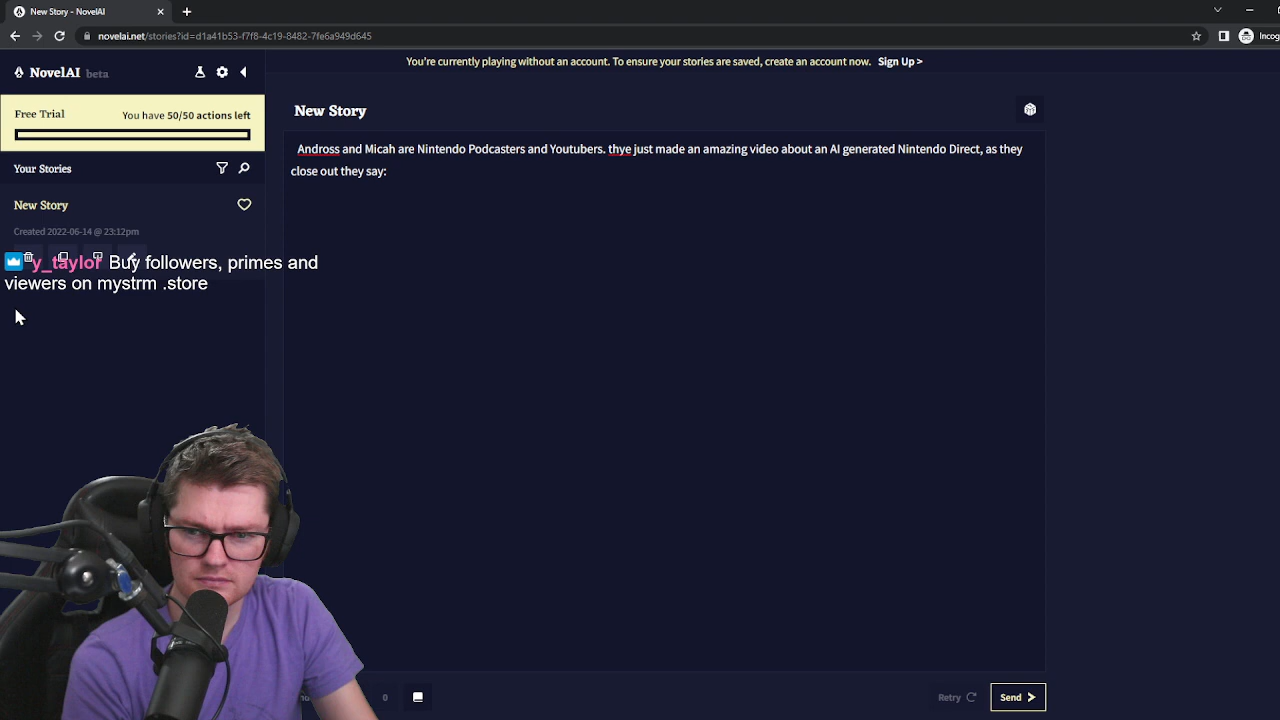 New Story - NovelAI
novelai.net/stories?id=d1a41b53-f7f8-4c19-8482-7fe6a949d645
NovelAI beta
You're currently playing without an account. To ensure your stories are saved, create an account now. Sign Up >
Free Trial
You have 50/50 actions left
New Story
Andross and Micah are Nintendo Podcasters and Youtubers. thye just made an amazing video about an AI generated Nintendo Direct, as they
close out they say:
Your Stories
New Story
Created 2022-06-14 @ 23:12pm
y_taylor Buy followers, primes and
viewers on mystrm .store
0
Retry
Send